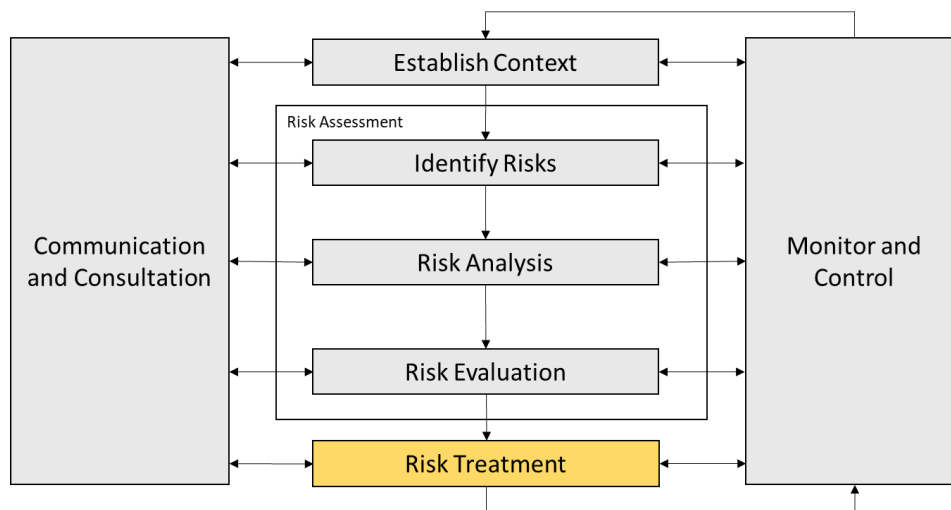 Establish Context
Risk Assessment
Identify Risks
Communication
and Consultation
Risk Analysis
Monitor and
Control
Risk Evaluation
Risk Treatment